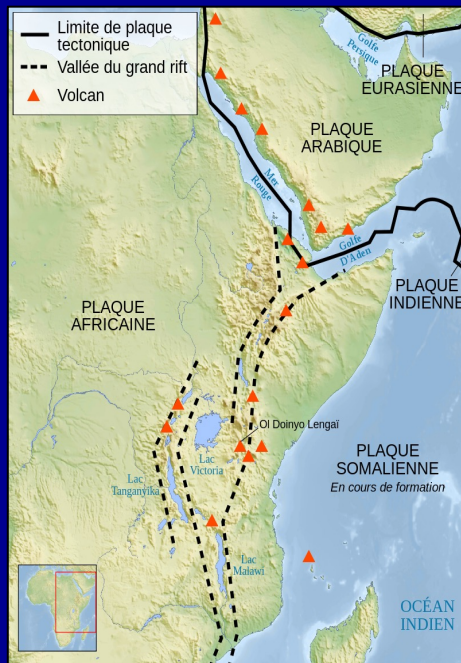 Limite de plaque
tectonique
Vallée du grand rift
Volcan
Golfe
Persique
PLAQUE
EURASIENNE
PLAQUE
ARABIQUE
Mer
Rouge
Golfe
D'Aden
PLAQUE
INDIENNE
PLAQUE
AFRICAINE
Ol Doinyo Lengaï
Lac
Victoria
PLAQUE
SOMALIENNE
En cours de formation
Lac
Tanganyika
Lac
Malawi
OCÉAN
INDIEN